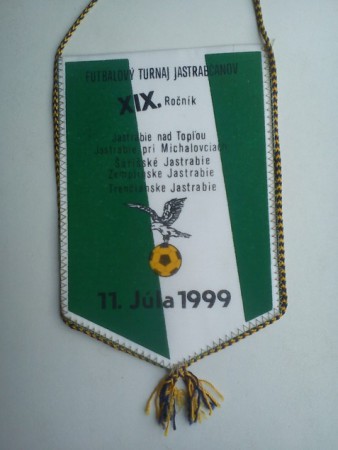 FUTBALOVÝ TURNAJ JASTRABČANOV
XIX. Ročník
Jastrabie nad Topľou
Jastrabie pri Michalovciach
Šarišské Jastrabie
Zemplínske Jastrabie
Trenčianske Jastrabie
11. Júla 1999